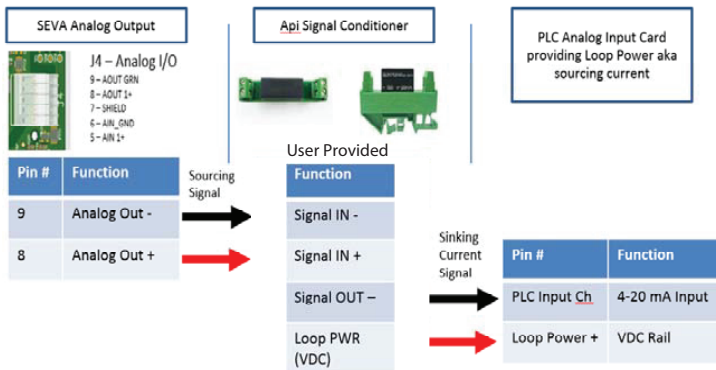 SEVA Analog Output
J4 – Analog I/O
9 – AOUT GRN
8 – AOUT 1+
7 – SHIELD
6 – AIN_GND
5 – AIN 1+
Pin # Function
9 Analog Out -
8 Analog Out +
Sourcing
Signal
Api Signal Conditioner
User Provided
Function
Signal IN -
Signal IN +
Signal OUT –
Loop PWR
(VDC)
Sinking
Current
Signal
PLC Analog Input Card
providing Loop Power aka
sourcing current
Pin # Function
PLC Input Ch 4-20 mA Input
Loop Power + VDC Rail